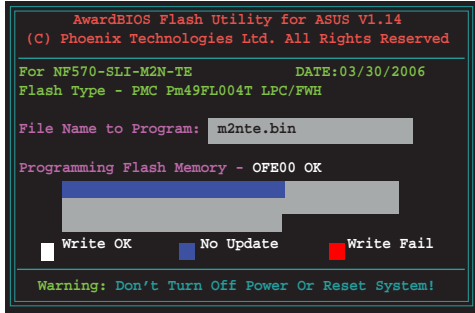 AwardBIOS Flash Utility for ASUS V1.14
(C) Phoenix Technologies Ltd. All Rights Reserved
For NF570-SLI-M2N-TE DATE:03/30/2006
Flash Type - PMC Pm49FL004T LPC/FWH
File Name to Program: m2nte.bin
Programming Flash Memory - OFE00 OK
Write OK No Update Write Fail
Warning: Don't Turn Off Power Or Reset System!